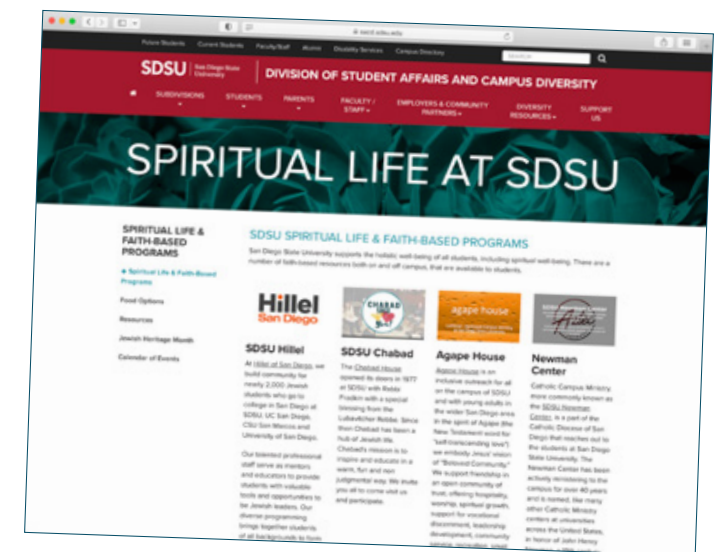 sacd.sdsu.edu
Future Students Current Students Faculty/Staff Alumni Disability Services Campus Directory
SEARCH
SDSU San Diego State University DIVISION OF STUDENT AFFAIRS AND CAMPUS DIVERSITY
SUBDIVISIONS STUDENTS PARENTS FACULTY / STAFF EMPLOYERS & COMMUNITY PARTNERS DIVERSITY RESOURCES SUPPORT US
SPIRITUAL LIFE AT SDSU
SPIRITUAL LIFE &
FAITH-BASED
PROGRAMS
Spiritual Life & Faith-Based
Programs
Food Options
Resources
Jewish Heritage Month
Calendar of Events
SDSU SPIRITUAL LIFE & FAITH-BASED PROGRAMS
San Diego State University supports the holistic well-being of all students, including spiritual well-being. There are a
number of faith-based resources both on and off campus, that are available to students.
Hillel
San Diego
SDSU Hillel
At Hillel of San Diego, we
build community for
nearly 2,000 Jewish
students who go to
college in San Diego at
SDSU, UC San Diego,
CSU San Marcos and
University of San Diego.
Our talented professional
staff serve as mentors
and educators to provide
students with valuable
tools and opportunities to
be Jewish leaders. Our
diverse programming
brings together students
of all backgrounds to form
CHABAD
SDSU Chabad
The Chabad House
opened its doors in 1977
at SDSU with Rabbi
Fradkin with a special
blessing from the
Lubavitcher Rebbe. Since
then Chabad has been a
hub of Jewish life.
Chabad's mission is to
inspire and educate in a
warm, fun and non
judgmental way. We invite
you all to come visit us
and participate.
agape house
Agape House
Agape House is an
inclusive outreach for all
on the campus of SDSU
and with young adults in
the wider San Diego area
in the spirit of Agape (the
New Testament word for
"self-transcending love")
we embody Jesus' vision
of "Beloved Community."
We support friendship in
an open community of
trust, offering hospitality,
worship, spiritual growth,
support for vocational
discernment, leadership
development, community
service, recreation, small
Newman
Center
Catholic Campus Ministry,
more commonly known as
the SDSU Newman
Center, is a part of the
Catholic Diocese of San
Diego that reaches out to
the students at San Diego
State University. The
Newman Center has been
actively ministering to the
campus for over 40 years
and is named, like many
other Catholic Ministry
centers at universities
across the United States,
in honor of John Henry